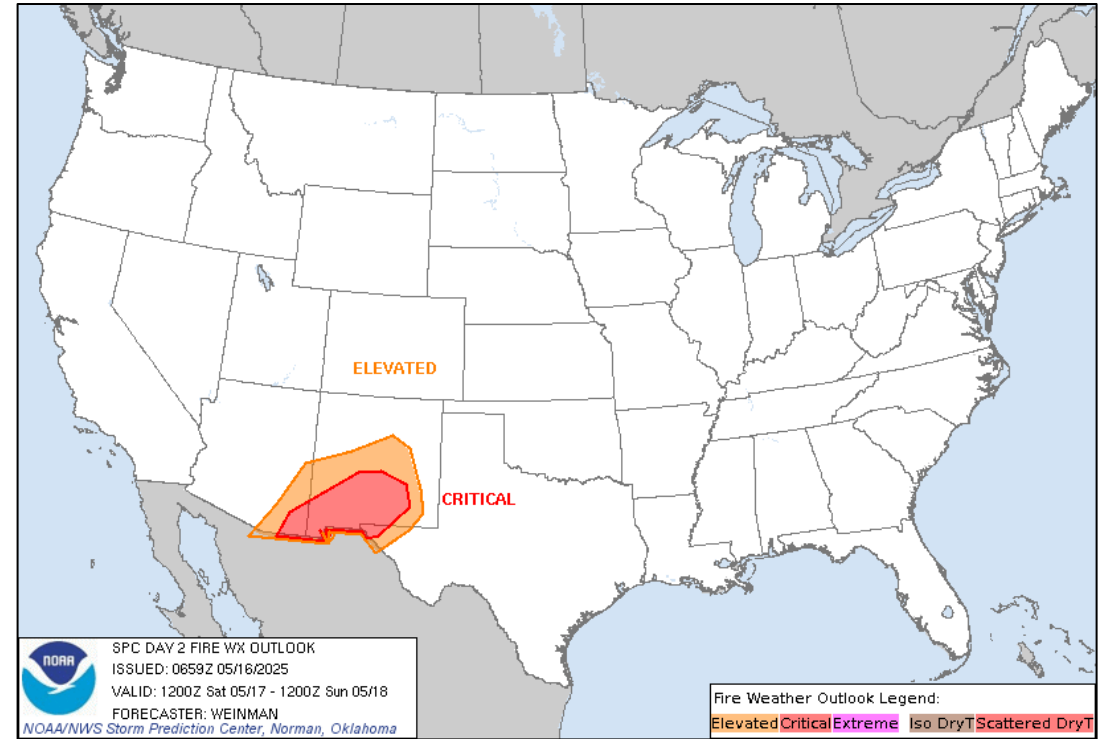 ELEVATED
CRITICAL
NOAA
SPC DAY 2 FIRE WX OUTLOOK
ISSUED: 0659Z 05/16/2025
VALID: 1200Z Sat 05/17 - 1200Z Sun 05/18
FORECASTER: WEINMAN
NOAA/NWS Storm Prediction Center, Norman, Oklahoma
Fire Weather Outlook Legend:
Elevated Critical Extreme Iso DryT Scattered DryT